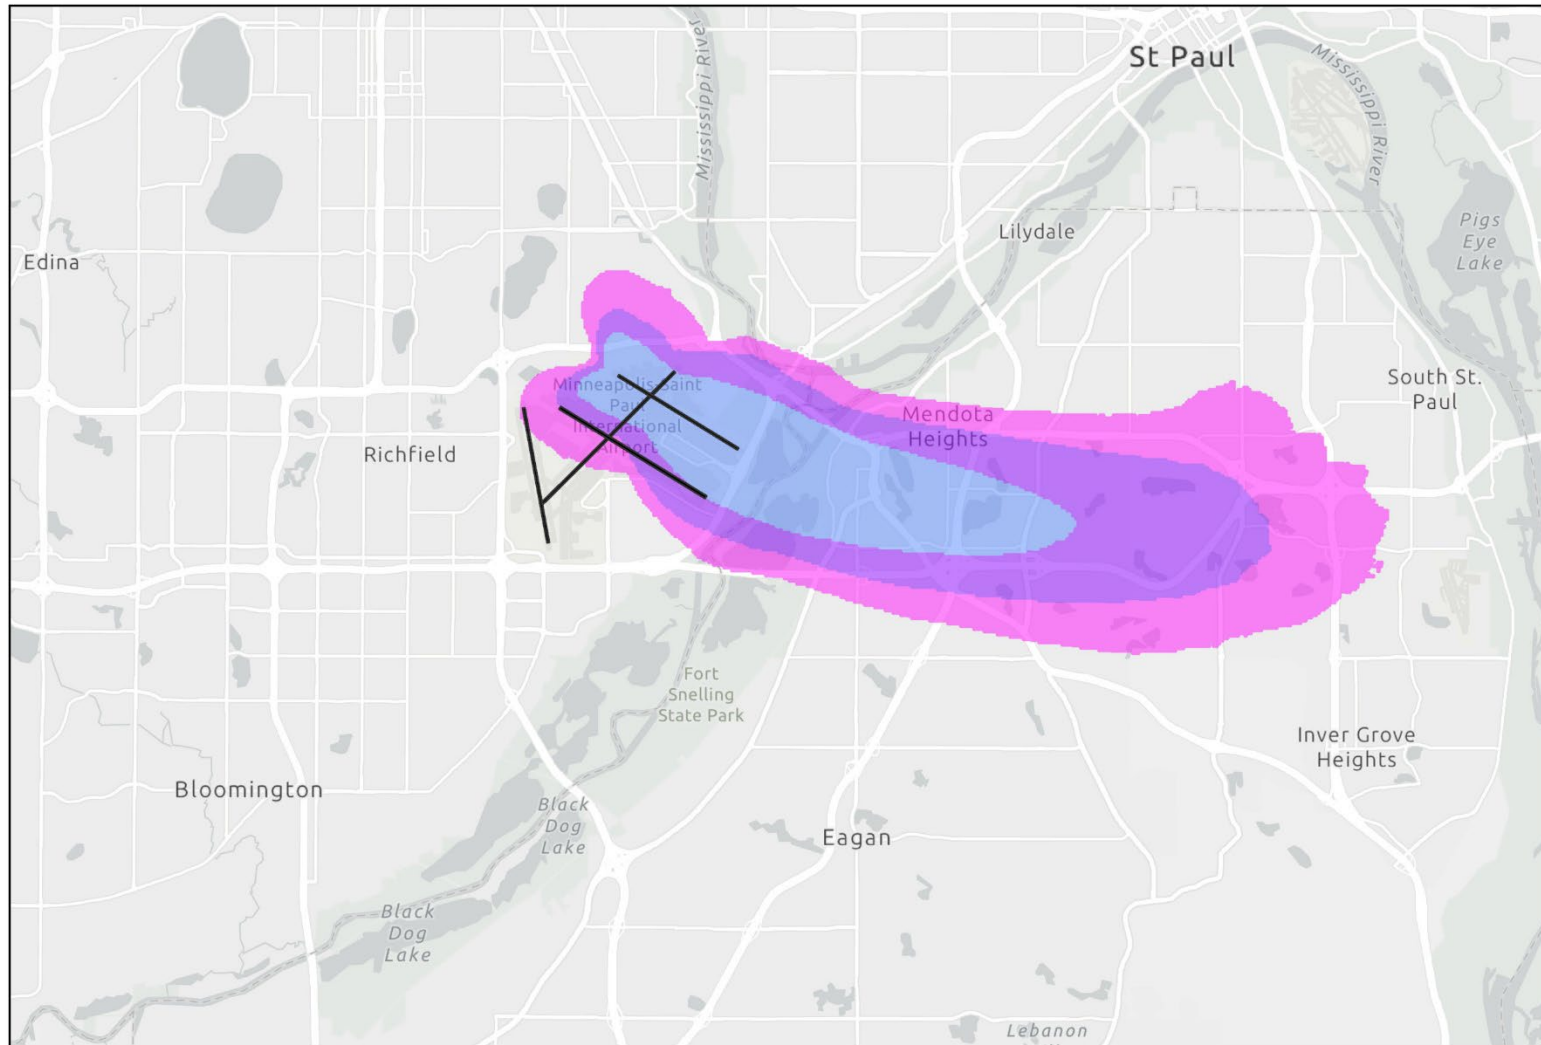 St Paul
Mississippi River
Mississippi River
Pigs
Eye
Lake
Lilydale
Edina
Minneapolis-Saint
Paul
International
Airport
Mendota
Heights
South St.
Paul
Richfield
Fort
Snelling
State Park
Inver Grove
Heights
Bloomington
Black
Dog
Lake
Eagan
Black
Dog
Lake
Lebanon